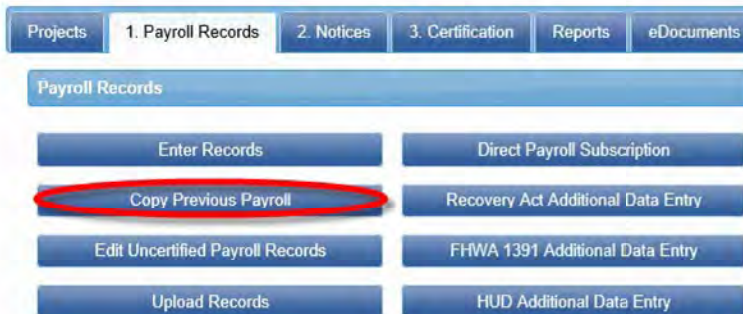 Projects 1. Payroll Records 2. Notices 3. Certification Reports eDocuments
Payroll Records
Enter Records Direct Payroll Subscription
Copy Previous Payroll Recovery Act Additional Data Entry
Edit Uncertified Payroll Records FHWA 1391 Additional Data Entry
Upload Records HUD Additional Data Entry